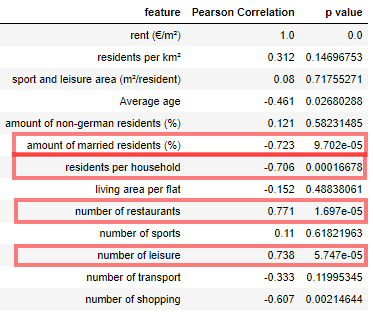 feature Pearson Correlation p value
rent (€/m²) 1.0 0.0
residents per km² 0.312 0.14696753
sport and leisure area (m²/resident) 0.08 0.71755271
Average age -0.461 0.02680288
amount of non-german residents (%) 0.121 0.58231485
amount of married residents (%) -0.723 9.702e-05
residents per household -0.706 0.00016678
living area per flat -0.152 0.48838061
number of restaurants 0.771 1.697e-05
number of sports 0.11 0.61821963
number of leisure 0.738 5.747e-05
number of transport -0.333 0.11995345
number of shopping -0.607 0.00214644